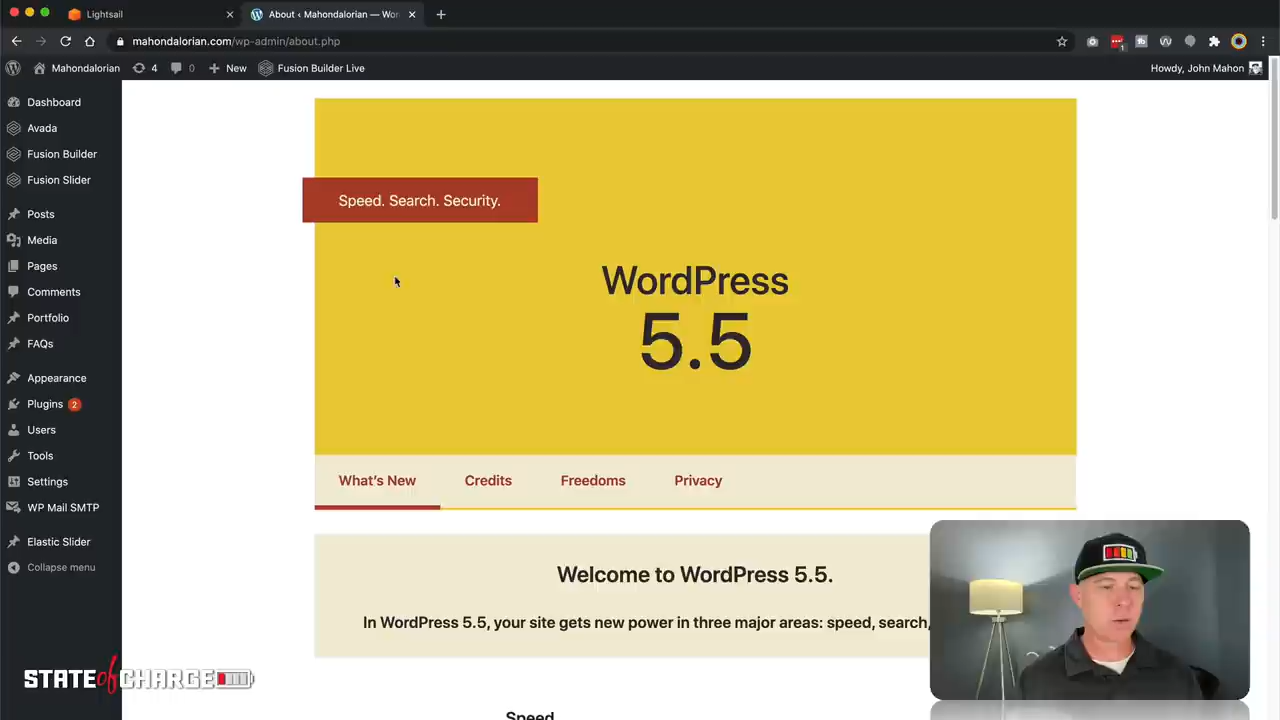 Lightsail
About ‹ Mahondalorian — Wor
mahondalorian.com/wp-admin/about.php
Mahondalorian 4 0 New Fusion Builder Live Howdy, John Mahon
Dashboard
Avada
Fusion Builder
Fusion Slider
Posts
Media
Pages
Comments
Portfolio
FAQs
Appearance
Plugins 2
Users
Tools
Settings
WP Mail SMTP
Elastic Slider
Collapse menu
Speed. Search. Security.
WordPress
5.5
What's New Credits Freedoms Privacy
Welcome to WordPress 5.5.
In WordPress 5.5, your site gets new power in three major areas: speed, search,
Speed
STATE of CHARGE